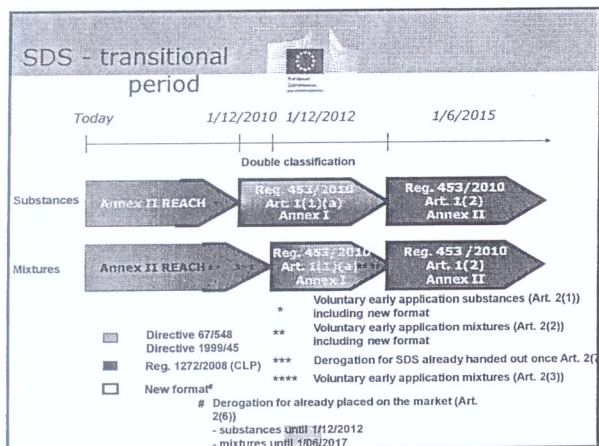 SDS - transitional
period
European
Commission
Today 1/12/2010 1/12/2012 1/6/2015
Double classification
Substances
Annex II REACH *
Reg. 453/2010
Art. 1(1)(a)
Annex I
Reg. 453/2010
Art. 1(2)
Annex II
Mixtures
Annex II REACH
Reg. 453/2010
Art. 1(1)(a)
Annex I
Reg. 453/2010
Art. 1(2)
Annex II
* Voluntary early application substances (Art. 2(1))
including new format
** Voluntary early application mixtures (Art. 2(2))
including new format
*** Derogation for SDS already handed out once Art. 2(7
**** Voluntary early application mixtures (Art. 2(3))
Directive 67/548
Directive 1999/45
Reg. 1272/2008 (CLP)
New format#
# Derogation for already placed on the market (Art.
2(6))
- substances until 1/12/2012
- mixtures until 1/06/2017